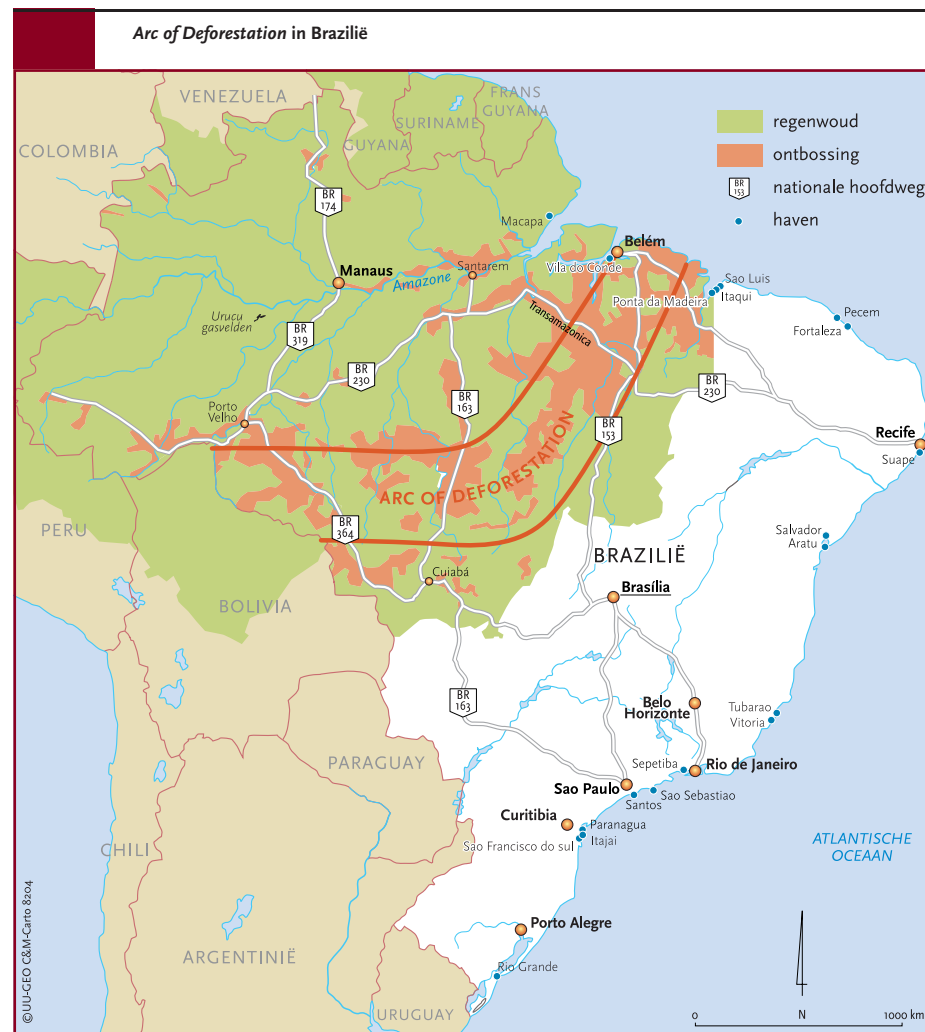 Arc of Deforestation in Brazilië
VENEZUELA
FRANS
GUYANA
SURINAME
GUYANA
COLOMBIA
regenwoud
ontbossing
BR
153
nationale hoofdweg
haven
BR
174
Macapa
Belém
Manaus
Santarem
Vila do Conde
Amazone
Sao Luis
Itaqui
Ponta da Madeira
Urucu
gasvelden
Transamazonica
Pecem
Fortaleza
BR
319
BR
230
BR
163
BR
230
Porto
Velho
BR
153
Recife
Suape
ARC OF DEFORESTATION
PERU
BR
364
Salvador
Aratu
BRAZILIË
Cuiabá
Brasília
BOLIVIA
BR
163
Belo
Horizonte
Tubarao
Vitoria
PARAGUAY
Sepetiba
Rio de Janeiro
Sao Paulo
Santos
Sao Sebastiao
Curitibia
Paranagua
Itajai
Sao Francisco do sul
ATLANTISCHE
OCEAAN
CHILI
Porto Alegre
ARGENTINIË
Rio Grande
URUGUAY
N
0
1000 km
©UU-GEO C&M-Carto 8204